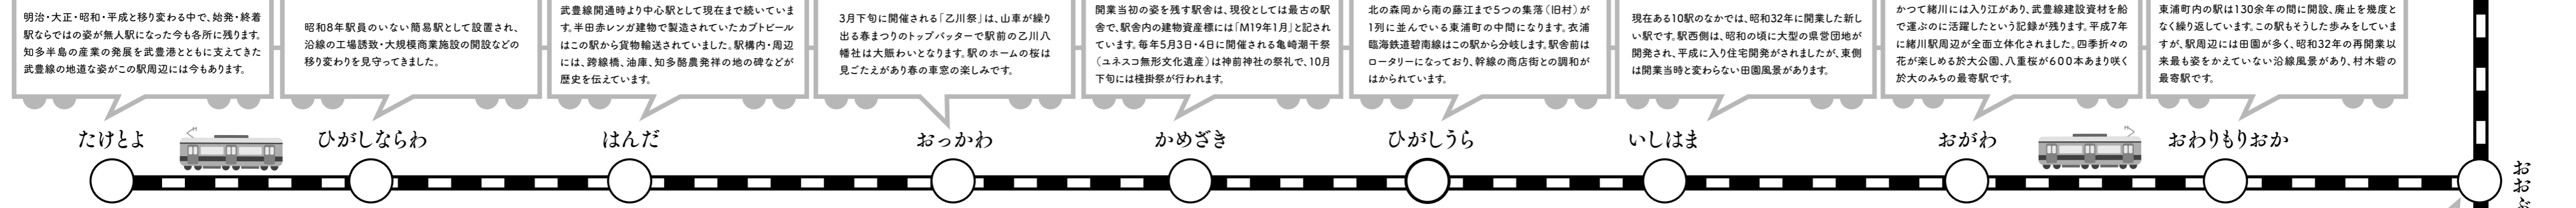 明治・大正・昭和・平成と移り変わる中で、始発・終着
駅ならではの姿が無人駅になった今も各所に残ります。
知多半島の産業の発展を武豊港とともに支えてきた
武豊線の地道な姿がこの駅周辺には今もあります。
昭和8年駅員のいない簡易駅として設置され、
沿線の工場誘致・大規模商業施設の開設などの
移り変わりを見守ってきました。
武豊線開通時より中心駅として現在まで続いていま
す。半田赤レンガ建物で製造されていたカブトビール
はこの駅から貨物輸送されていました。駅構内・周辺
には、跨線橋、油庫、知多酪農発祥の地の碑などが
歴史を伝えています。
3月下旬に開催される「乙川祭」は、山車が繰り
出る春まつりのトップバッターで駅前の乙川八
幡社は大賑わいとなります。駅のホームの桜は
見ごたえがあり春の車窓の楽しみです。
開業当初の姿を残す駅舎は、現役としては最古の駅
舎で、駅舎内の建物資産標には「M19年1月」と記され
ています。毎年5月3日・4日に開催される亀崎潮干祭
（ユネスコ無形文化遺産）は神前神社の祭礼で、10月
下旬には棧掛祭が行われます。
北の森岡から南の藤江まで5つの集落（旧村）が
1列に並んでいる東浦町の中間になります。衣浦
臨海鉄道碧南線はこの駅から分岐します。駅舎前は
ロータリーになっており、幹線の商店街との調和が
はかられています。
現在ある10駅のなかでは、昭和32年に開業した新し
い駅です。駅西側は、昭和の頃に大型の県営団地が
開発され、平成に入り住宅開発がされましたが、東側
は開業当時と変わらない田園風景があります。
かつて緒川には入り江があり、武豊線建設資材を船
で運ぶのに活躍したという記録が残ります。平成7年
に緒川駅周辺が全面立体化されました。四季折々の
花が楽しめる於大公園、八重桜が600本あまり咲く
於大のみちの最寄駅です。
東浦町内の駅は130余年の間に開設、廃止を幾度と
なく繰り返しています。この駅もそうした歩みをしていま
すが、駅周辺には田園が多く、昭和32年の再開業以
来最も姿をかえていない沿線風景があり、村木砦の
最寄駅です。
たけとよ
ひがしならわ
はんだ
おっかわ
かめざき
ひがしうら
いしはま
おがわ
おわりもりおか
おおぶ